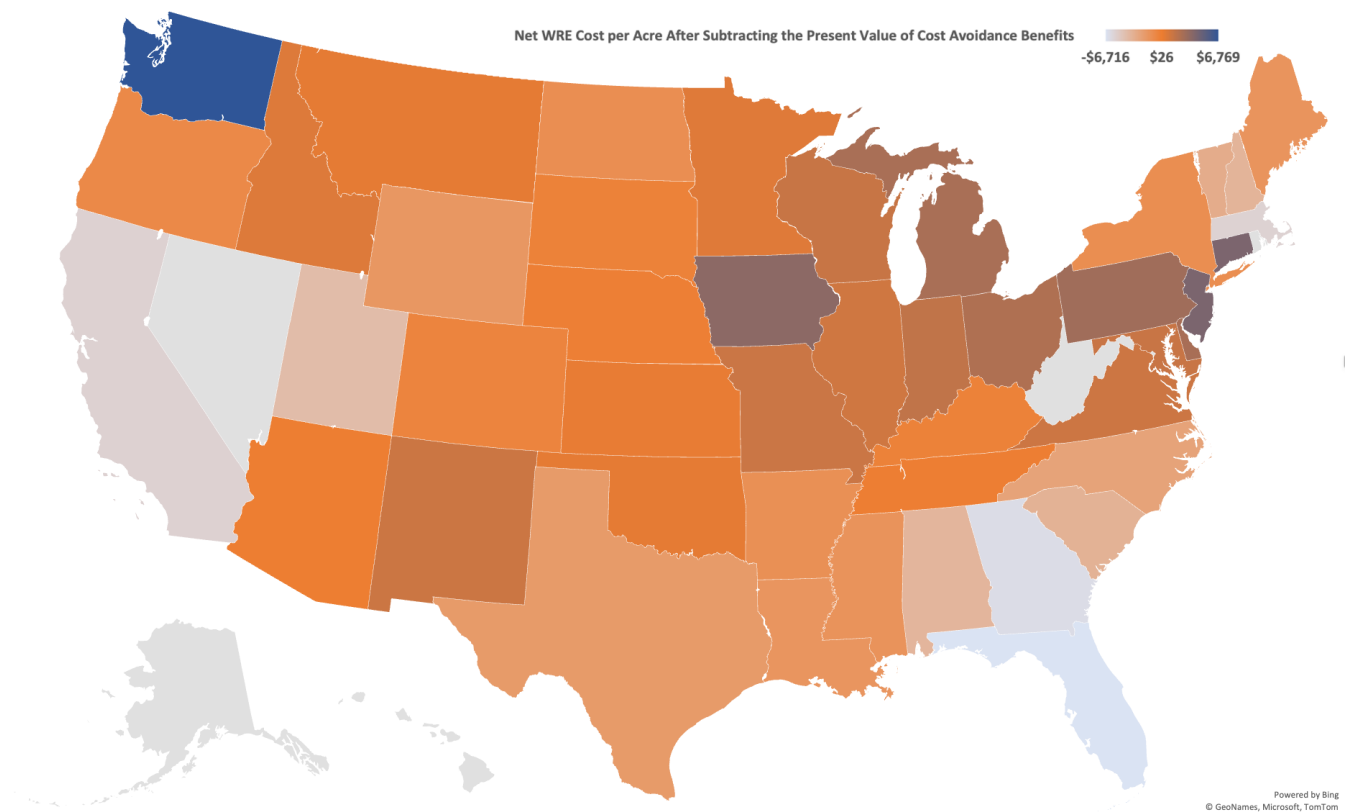 Net WRE Cost per Acre After Subtracting the Present Value of Cost Avoidance Benefits
-$6,716 $26 $6,769
Powered by Bing
© GeoNames, Microsoft, TomTom